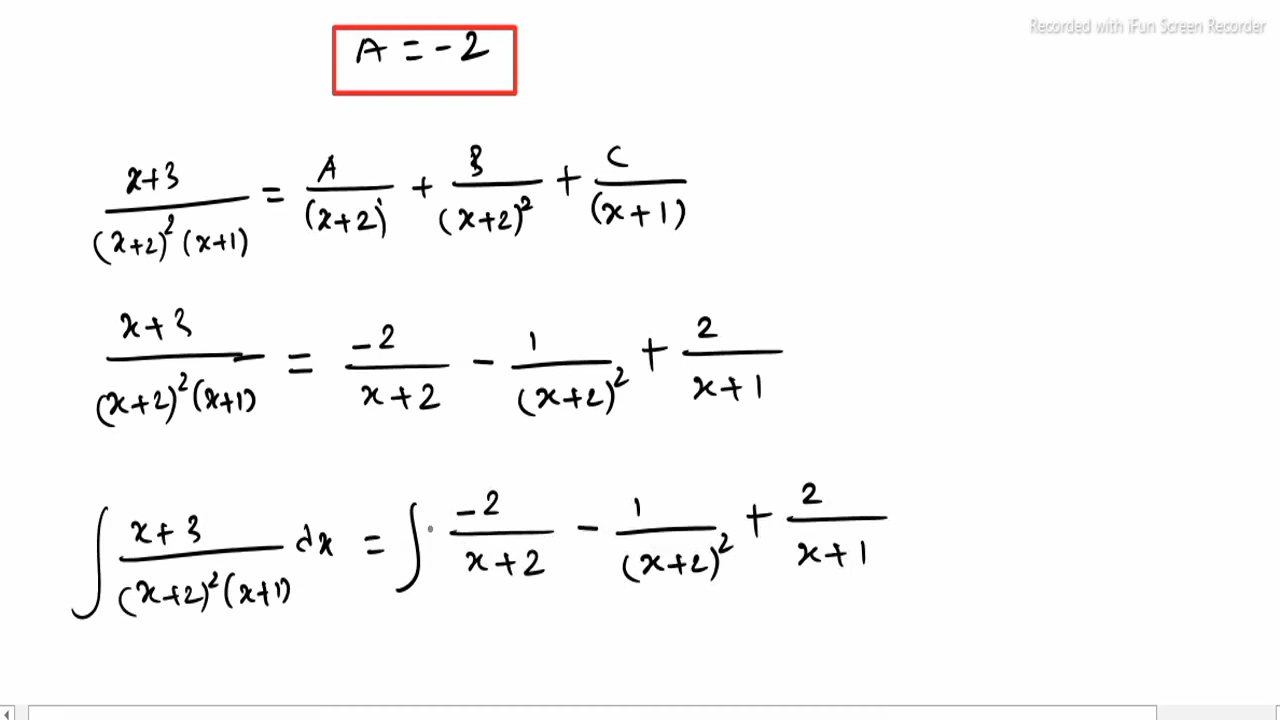 Recorded with iFun Screen Recorder
A = -2
x+3 / (x+2)² (x+1) = A / (x+2) + B / (x+2)² + C / (x+1)
x+3 / (x+2)² (x+1) = -2 / x+2 - 1 / (x+2)² + 2 / x+1
∫ x+3 / (x+2)² (x+1) dx = ∫ -2 / x+2 - 1 / (x+2)² + 2 / x+1